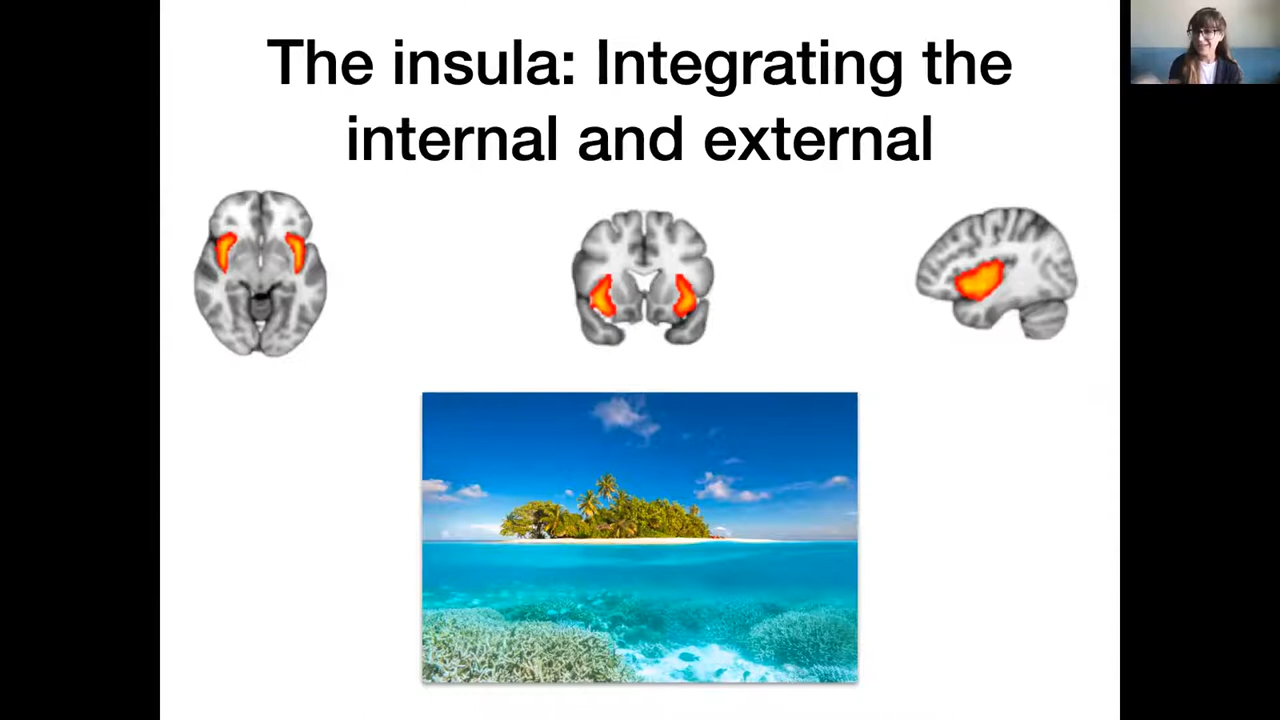 The insula: Integrating the
internal and external